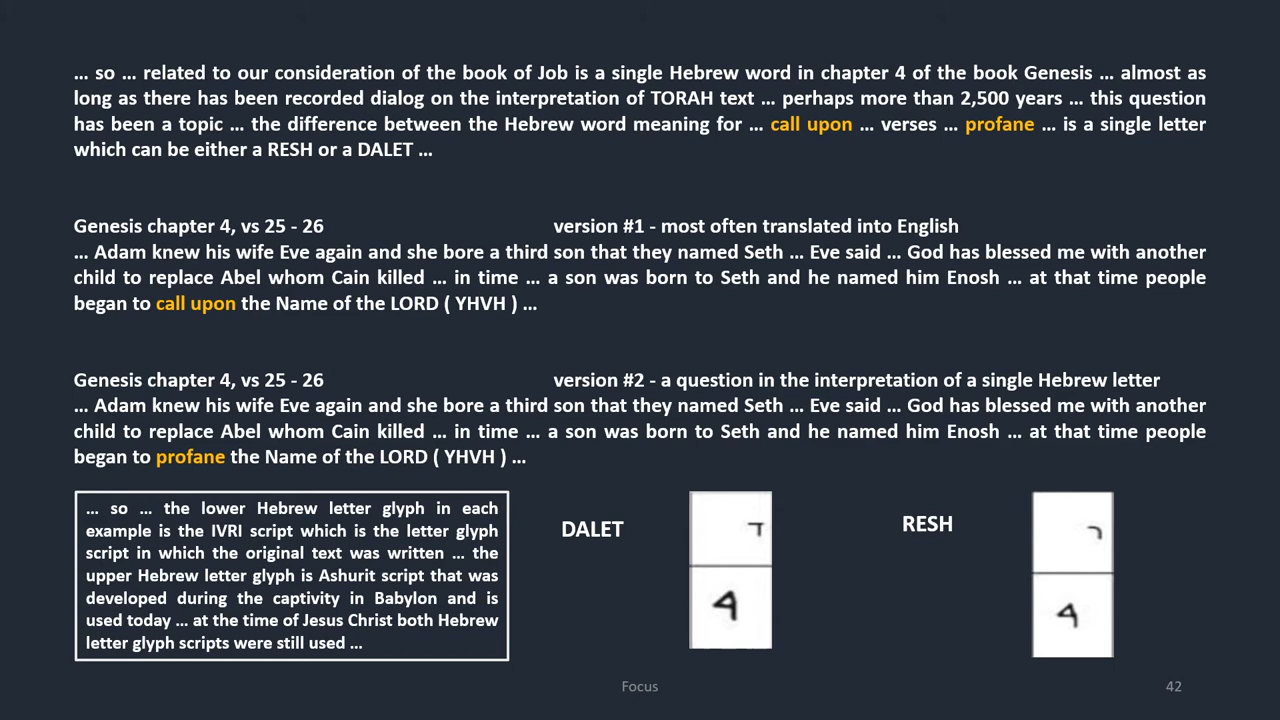 … so … related to our consideration of the book of Job is a single Hebrew word in chapter 4 of the book Genesis … almost as
long as there has been recorded dialog on the interpretation of TORAH text … perhaps more than 2,500 years … this question
has been a topic … the difference between the Hebrew word meaning for … call upon … verses … profane … is a single letter
which can be either a RESH or a DALET …
Genesis chapter 4, vs 25 - 26 version #1 - most often translated into English
… Adam knew his wife Eve again and she bore a third son that they named Seth … Eve said … God has blessed me with another
child to replace Abel whom Cain killed … in time … a son was born to Seth and he named him Enosh … at that time people
began to call upon the Name of the LORD ( YHVH ) …
Genesis chapter 4, vs 25 - 26 version #2 - a question in the interpretation of a single Hebrew letter
… Adam knew his wife Eve again and she bore a third son that they named Seth … Eve said … God has blessed me with another
child to replace Abel whom Cain killed … in time … a son was born to Seth and he named him Enosh … at that time people
began to profane the Name of the LORD ( YHVH ) …
… so … the lower Hebrew letter glyph in each
example is the IVRI script which is the letter glyph
script in which the original text was written … the
upper Hebrew letter glyph is Ashurit script that was
developed during the captivity in Babylon and is
used today … at the time of Jesus Christ both Hebrew
letter glyph scripts were still used …
DALET
ד
𐤃
RESH
ר
𐤓
Focus 42